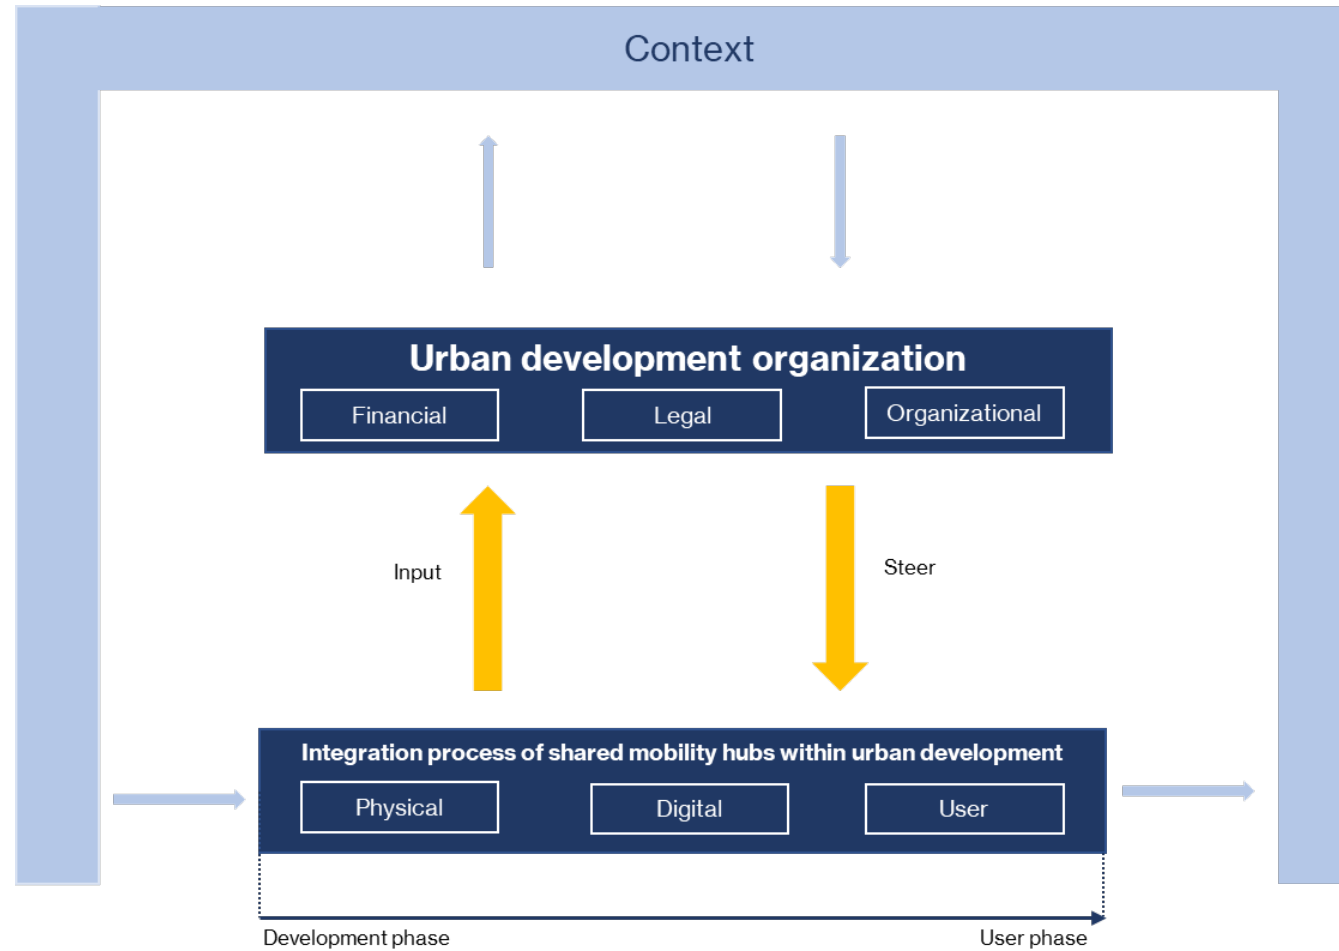 Context
Urban development organization
Financial
Legal
Organizational
Input
Steer
Integration process of shared mobility hubs within urban development
Physical
Digital
User
Development phase
User phase